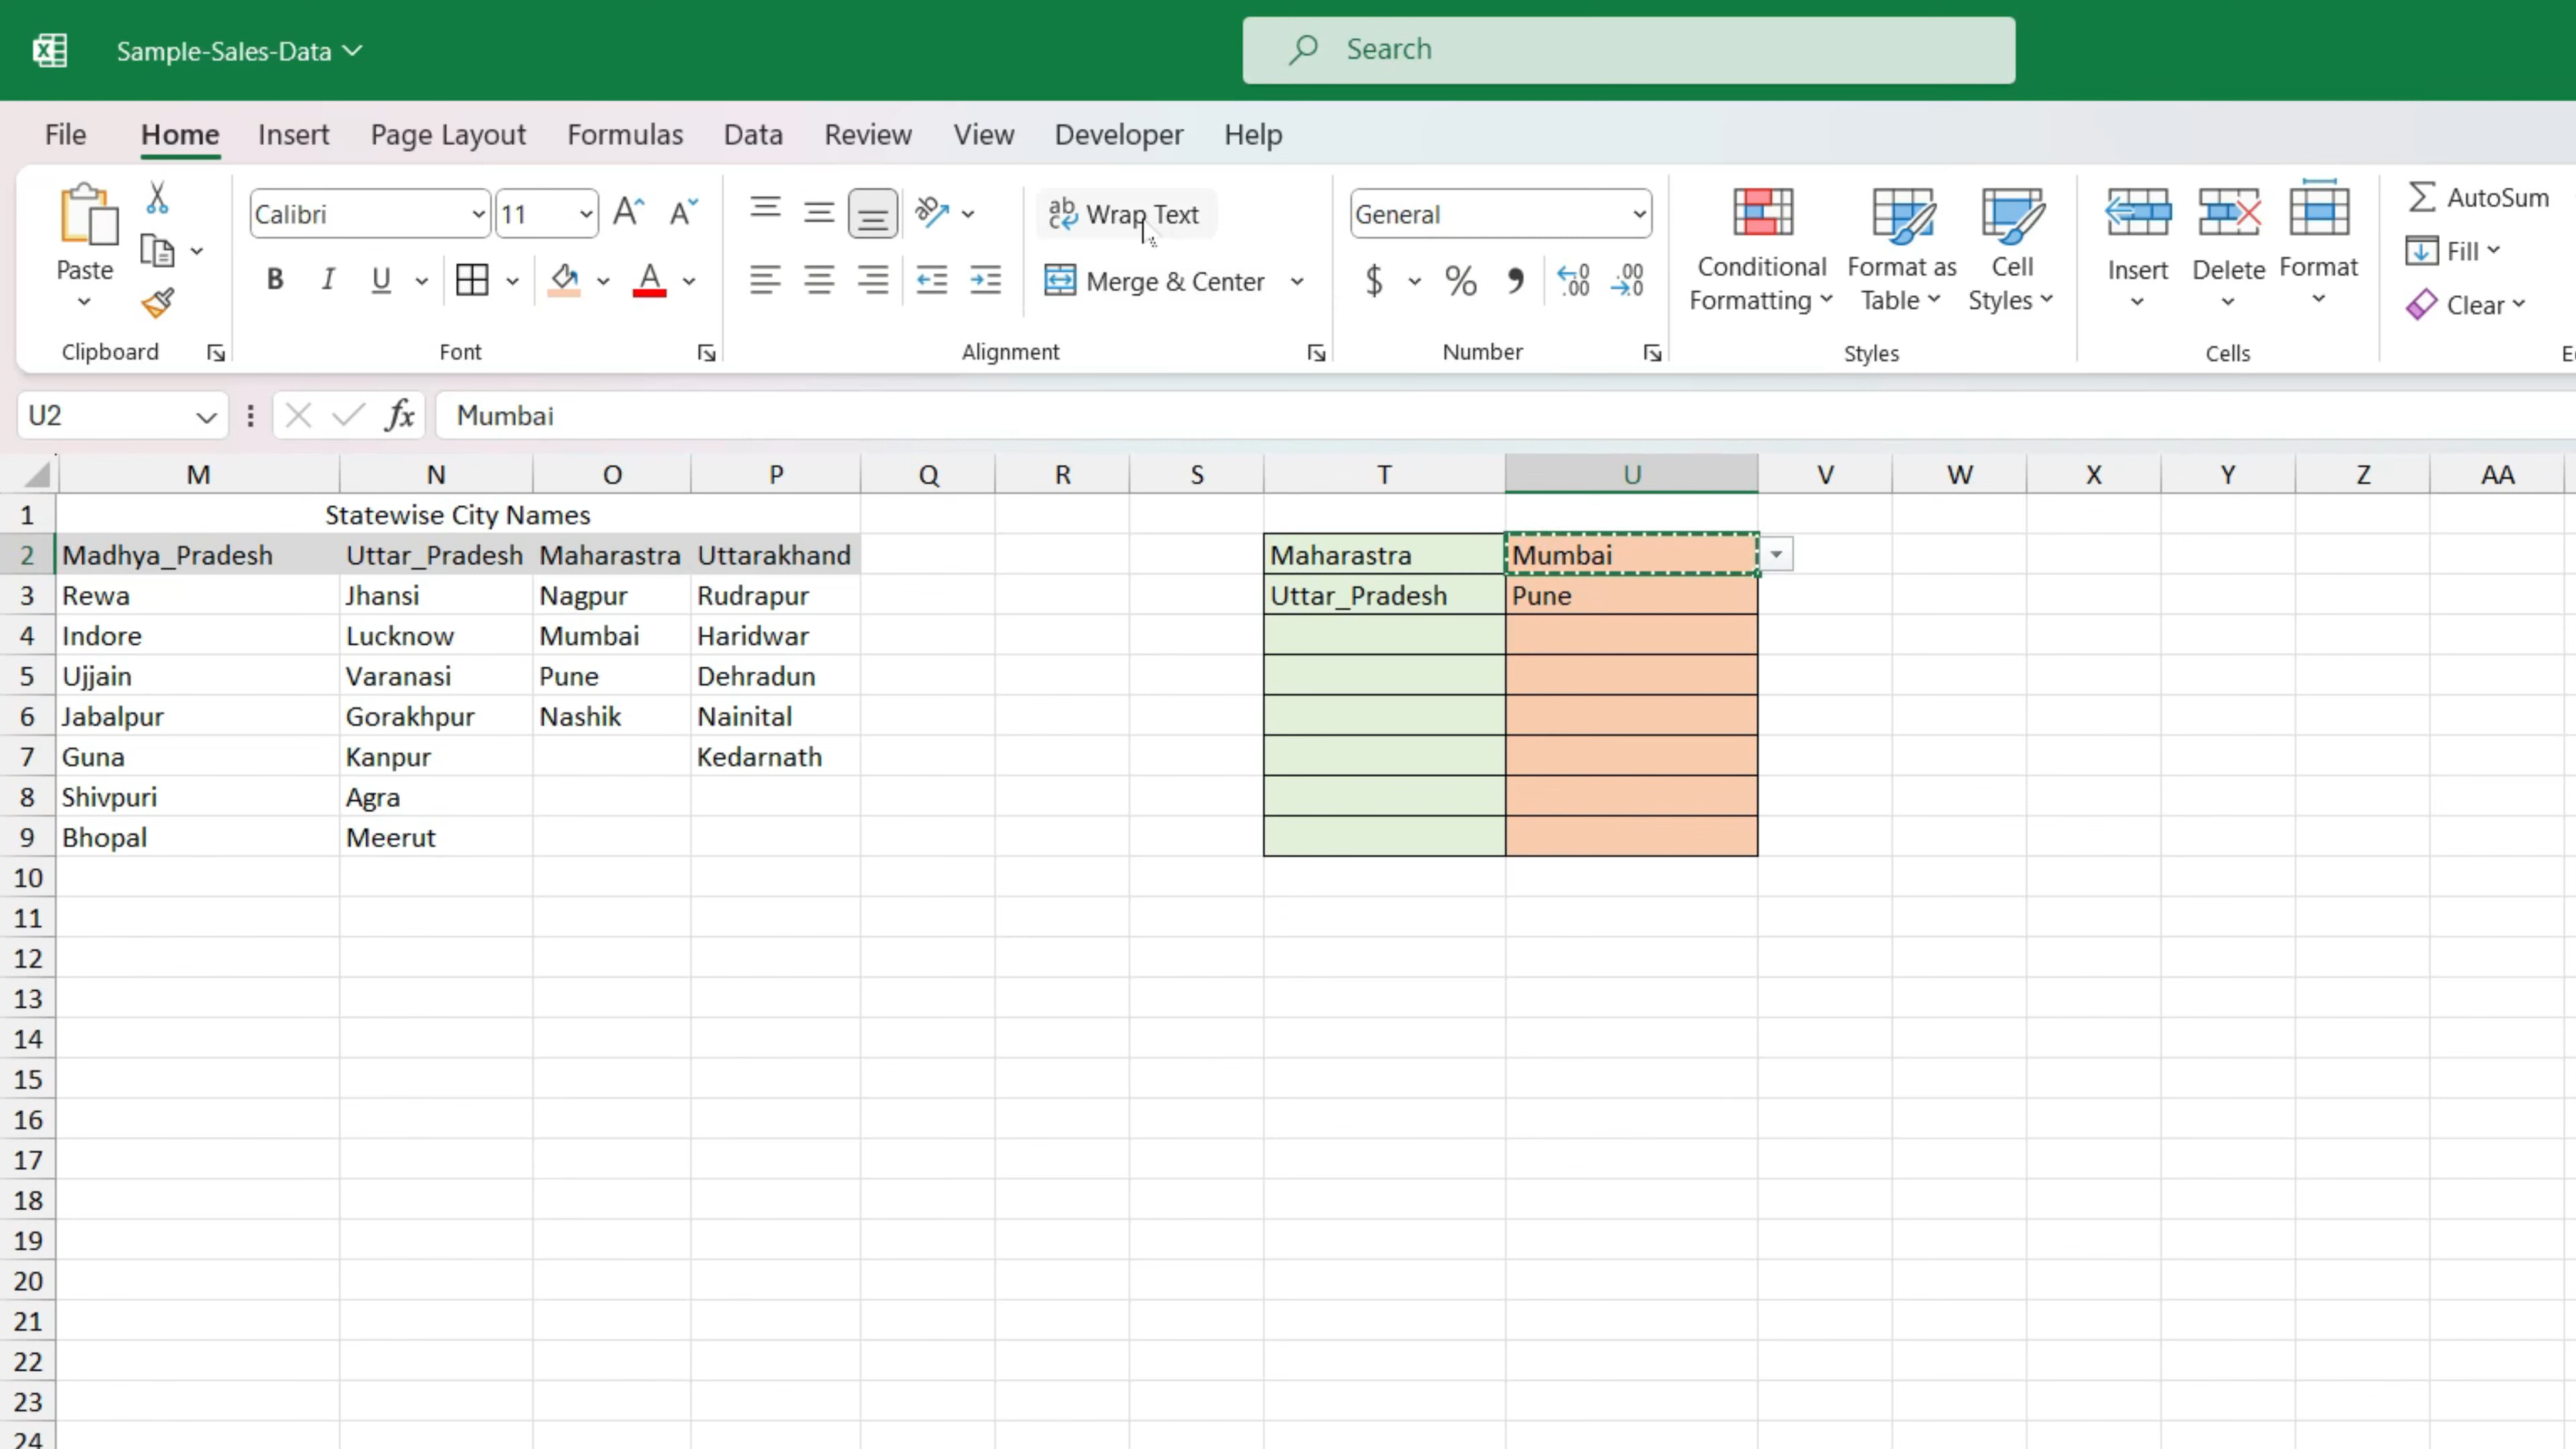 Sample-Sales-Data
Search
File Home Insert Page Layout Formulas Data Review View Developer Help
Paste
Clipboard
Calibri 11
B I U A
Font
Wrap Text
Merge & Center
Alignment
General
$ % ,
Number
Conditional Formatting
Format as Table
Cell Styles
Styles
Insert
Delete
Format
Cells
AutoSum
Fill
Clear
U2 fx Mumbai
M N O P Q R S T U V W X Y Z AA
1 Statewise City Names
2 Madhya_Pradesh Uttar_Pradesh Maharastra Uttarakhand Maharastra Mumbai
3 Rewa Jhansi Nagpur Rudrapur Uttar_Pradesh Pune
4 Indore Lucknow Mumbai Haridwar
5 Ujjain Varanasi Pune Dehradun
6 Jabalpur Gorakhpur Nashik Nainital
7 Guna Kanpur Kedarnath
8 Shivpuri Agra
9 Bhopal Meerut
10
11
12
13
14
15
16
17
18
19
20
21
22
23
24